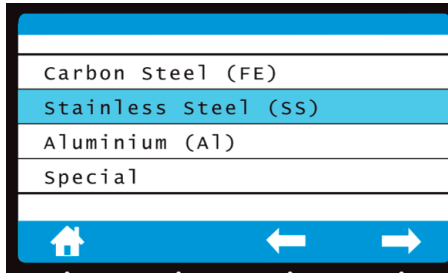 Carbon Steel (FE)
Stainless Steel (SS)
Aluminium (Al)
Special